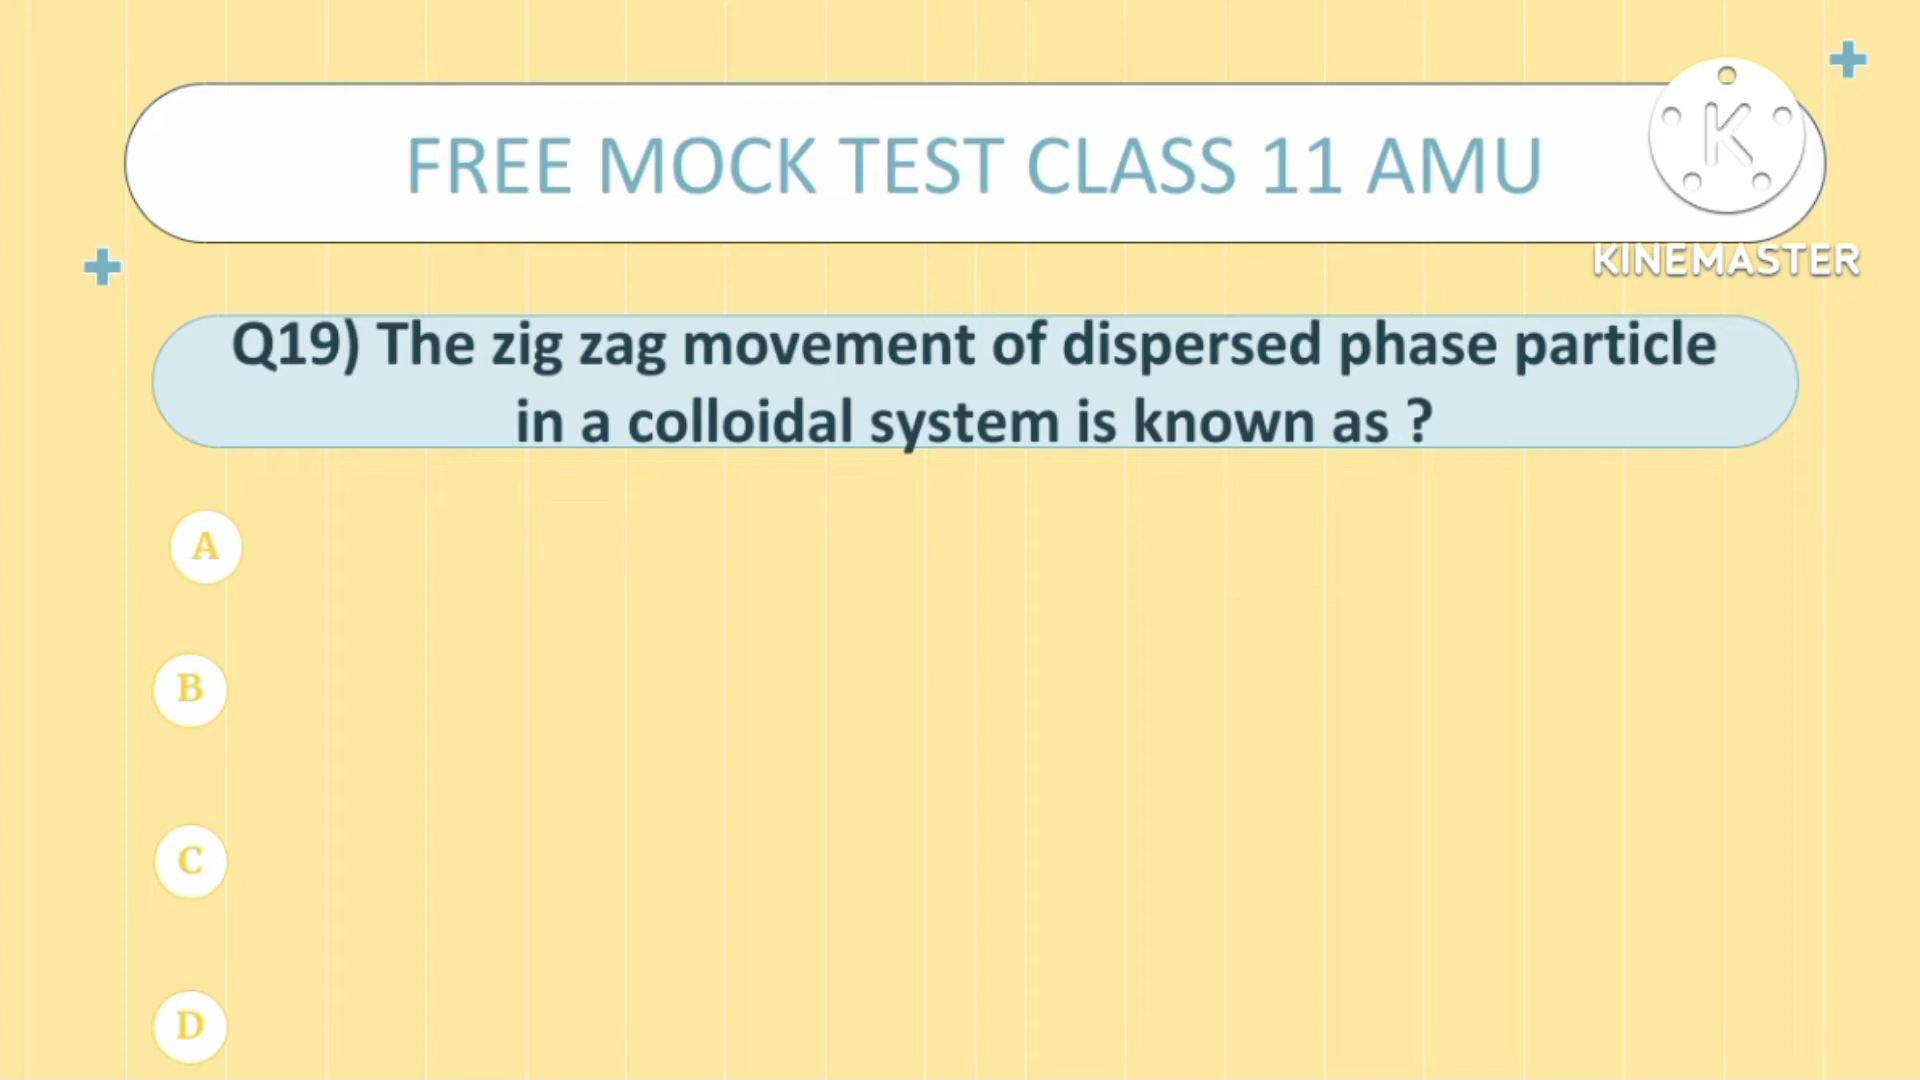 FREE MOCK TEST CLASS 11 AMU
K
KINEMASTER
Q19) The zig zag movement of dispersed phase particle
in a colloidal system is known as ?
A
B
C
D